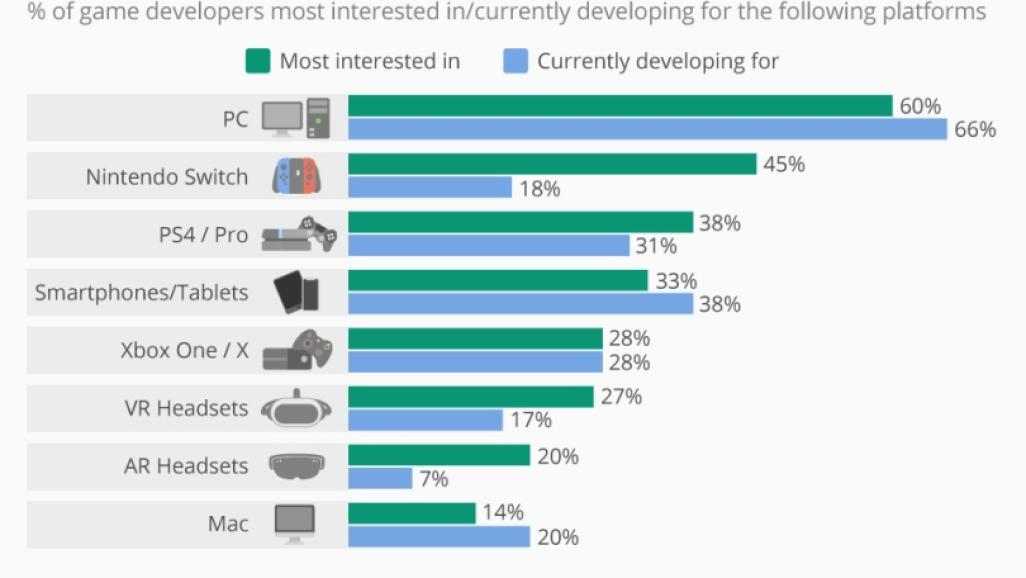 % of game developers most interested in/currently developing for the following platforms
Most interested in Currently developing for
PC 60%
66%
Nintendo Switch 45%
18%
PS4 / Pro 38%
31%
Smartphones/Tablets 33%
38%
Xbox One / X 28%
28%
VR Headsets 27%
17%
AR Headsets 20%
7%
Mac 14%
20%